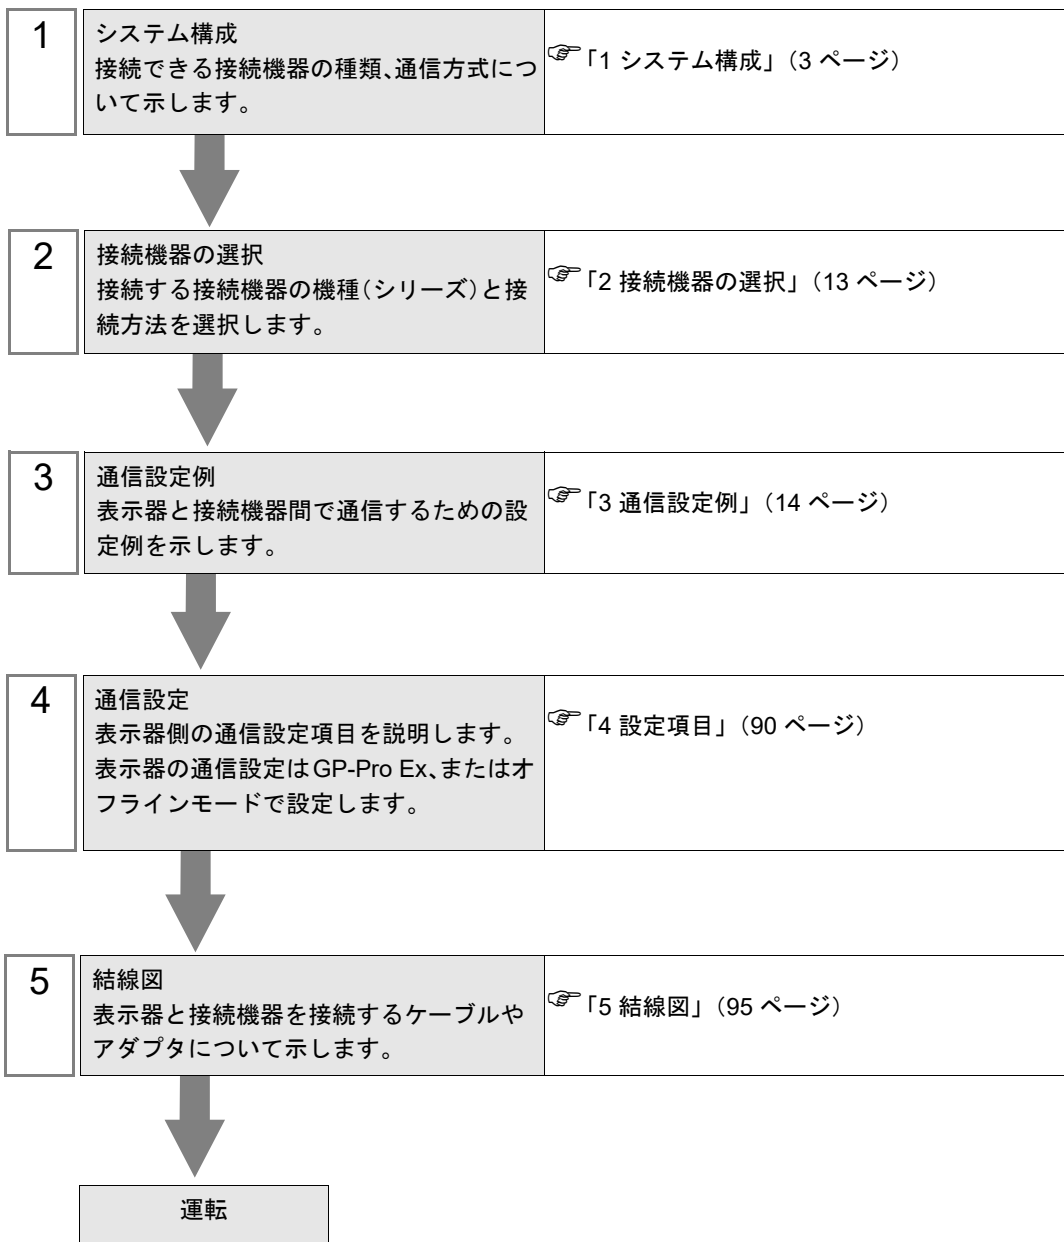 1
システム構成
接続できる接続機器の種類、通信方式につ
いて示します。
☞「1 システム構成」（3 ページ）
2
接続機器の選択
接続する接続機器の機種（シリーズ）と接
続方法を選択します。
☞「2 接続機器の選択」（13 ページ）
3
通信設定例
表示器と接続機器間で通信するための設
定例を示します。
☞「3 通信設定例」（14 ページ）
4
通信設定
表示器側の通信設定項目を説明します。
表示器の通信設定はGP-Pro Ex、またはオ
フラインモードで設定します。
☞「4 設定項目」（90 ページ）
5
結線図
表示器と接続機器を接続するケーブルや
アダプタについて示します。
☞「5 結線図」（95 ページ）
運転